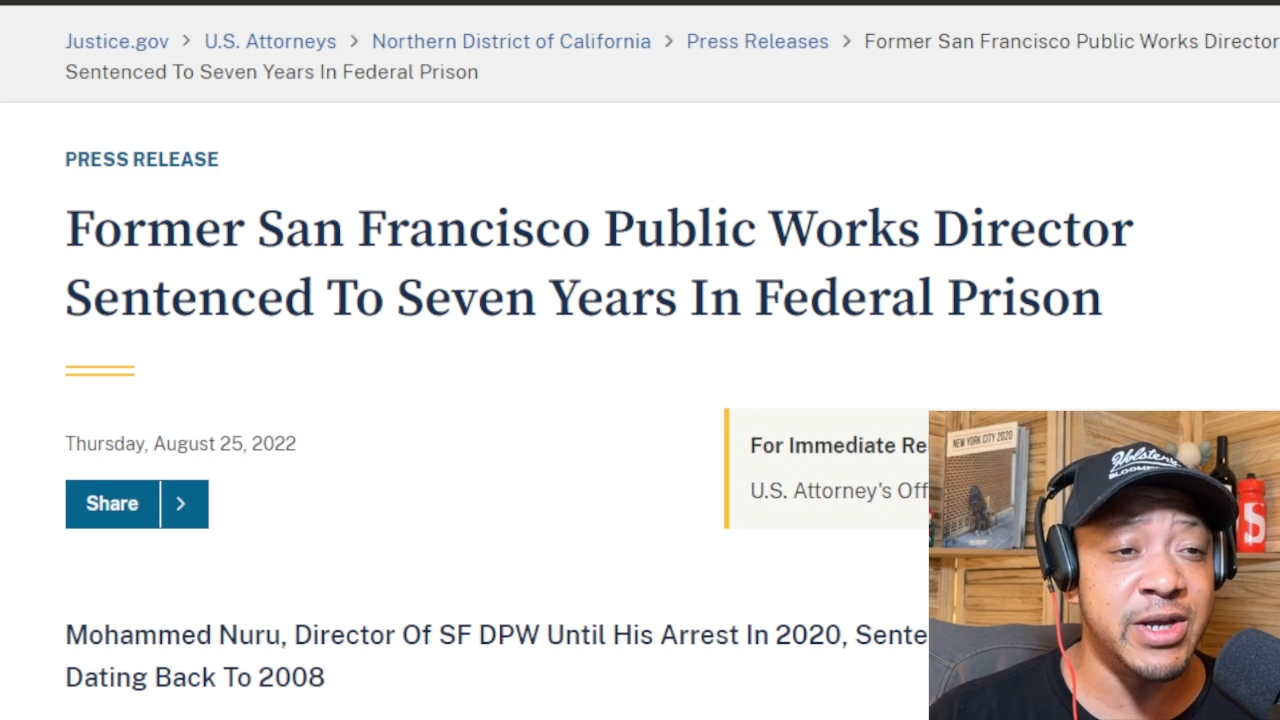 Justice.gov > U.S. Attorneys > Northern District of California > Press Releases > Former San Francisco Public Works Director
Sentenced To Seven Years In Federal Prison
PRESS RELEASE
Former San Francisco Public Works Director
Sentenced To Seven Years In Federal Prison
Thursday, August 25, 2022
For Immediate Re
U.S. Attorney's Off
Share >
Mohammed Nuru, Director Of SF DPW Until His Arrest In 2020, Sente
Dating Back To 2008
NEW YORK CITY 2020
S